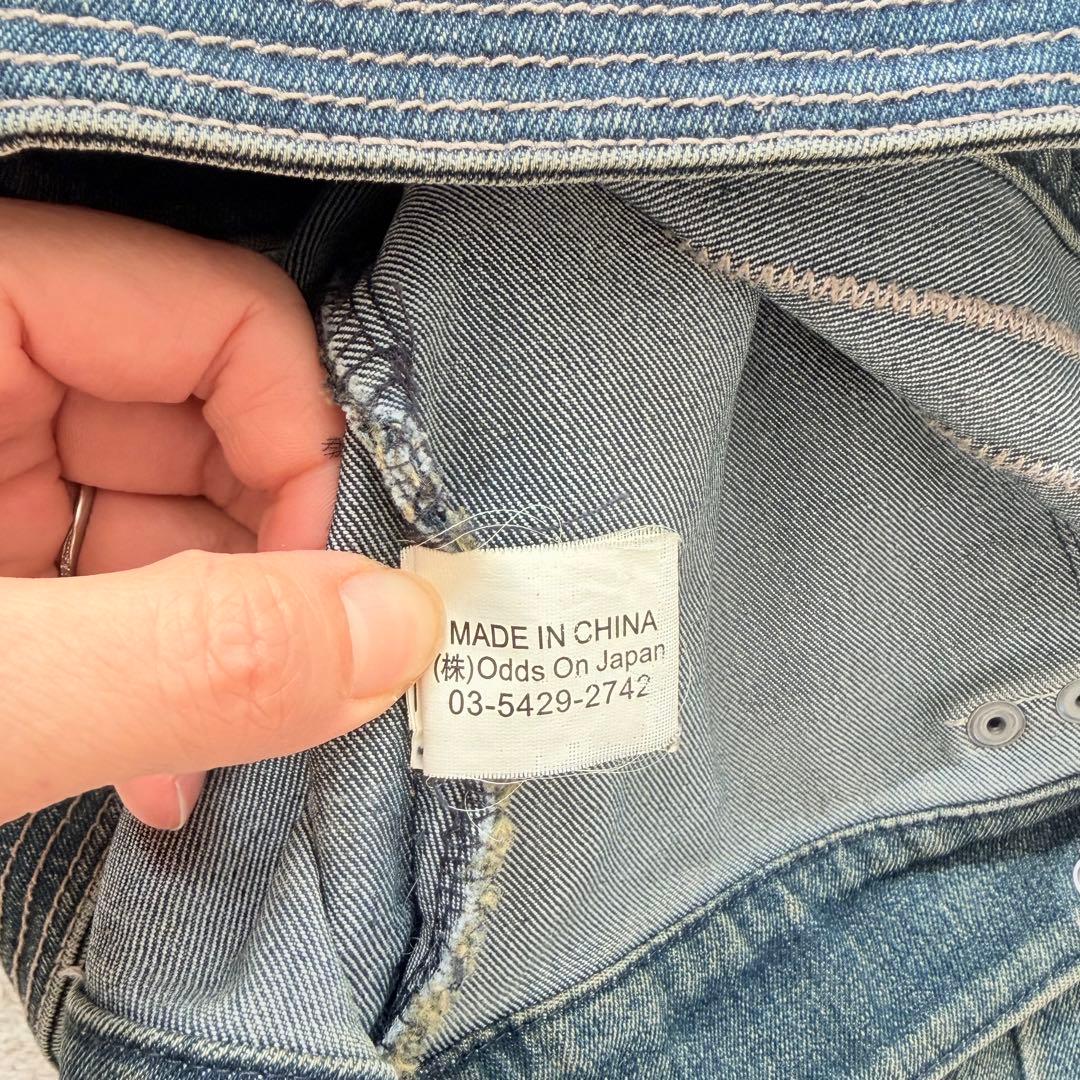 MADE IN CHINA
(株)Odds On Japan
03-5429-2742